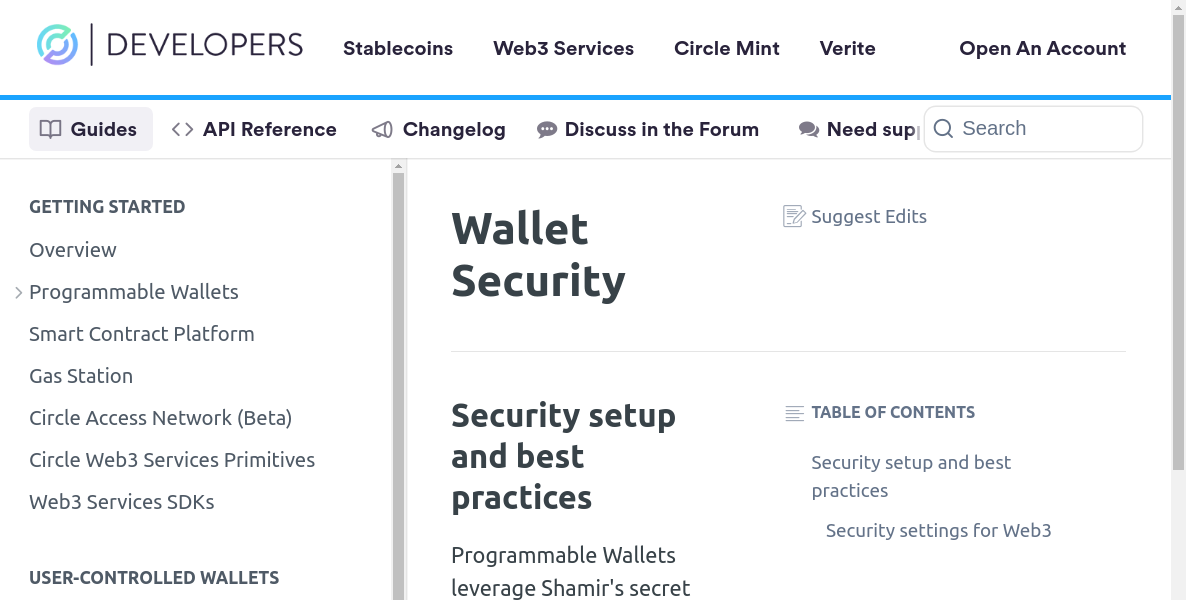 DEVELOPERS
Stablecoins
Web3 Services
Circle Mint
Verite
Open An Account
Guides
API Reference
Changelog
Discuss in the Forum
Need sup
Search
GETTING STARTED
Overview
Programmable Wallets
Smart Contract Platform
Gas Station
Circle Access Network (Beta)
Circle Web3 Services Primitives
Web3 Services SDKs
USER-CONTROLLED WALLETS
Wallet
Security
Suggest Edits
Security setup
and best
practices
Programmable Wallets
leverage Shamir's secret
TABLE OF CONTENTS
Security setup and best
practices
Security settings for Web3